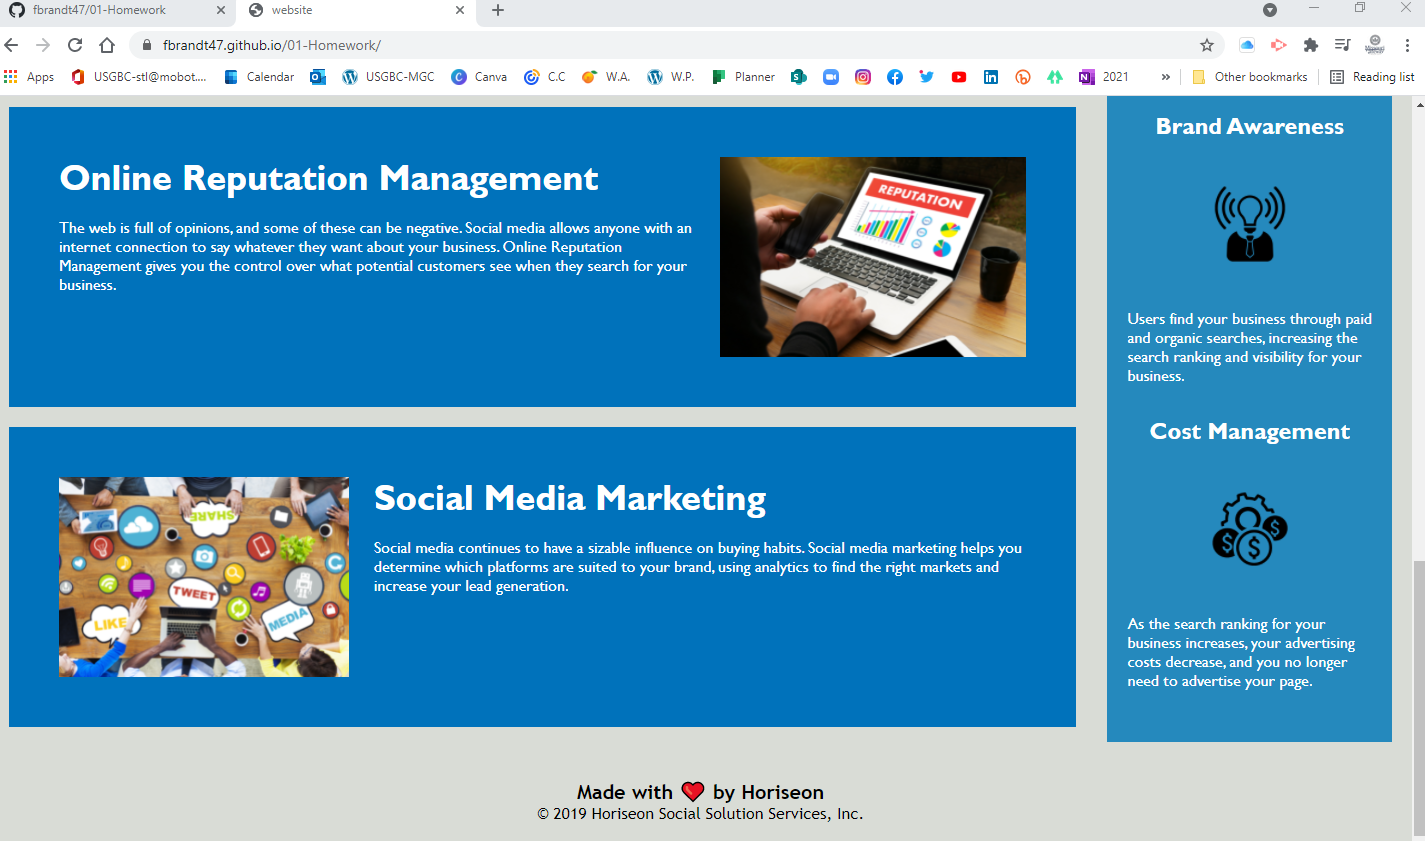 fbrandt47/01-Homework
website
fbrandt47.github.io/01-Homework/
Apps
USGBC-stl@mobot....
Calendar
USGBC-MGC
Canva
C.C
W.A.
W.P.
Planner
2021
»
Other bookmarks
Reading list
Online Reputation Management
The web is full of opinions, and some of these can be negative. Social media allows anyone with an
internet connection to say whatever they want about your business. Online Reputation
Management gives you the control over what potential customers see when they search for your
business.
REPUTATION
Social Media Marketing
Social media continues to have a sizable influence on buying habits. Social media marketing helps you
determine which platforms are suited to your brand, using analytics to find the right markets and
increase your lead generation.
SHARE
TWEET
LIKE
MEDIA
Brand Awareness
Users find your business through paid
and organic searches, increasing the
search ranking and visibility for your
business.
Cost Management
As the search ranking for your
business increases, your advertising
costs decrease, and you no longer
need to advertise your page.
Made with ❤️ by Horiseon
© 2019 Horiseon Social Solution Services, Inc.